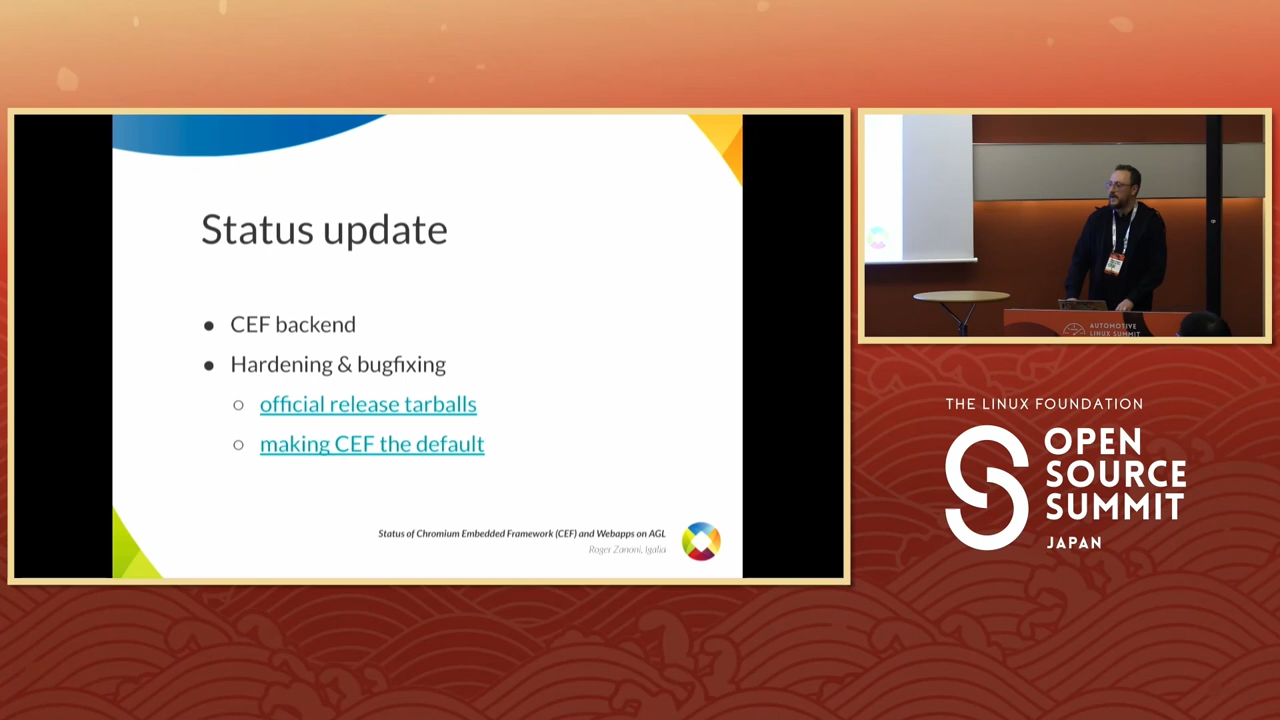 Status update
● CEF backend
● Hardening & bugfixing
○ official release tarballs
○ making CEF the default
Status of Chromium Embedded Framework (CEF) and Webapps on AGL
Roger Zanoni, Igalia
AUTOMOTIVE
LINUX SUMMIT
THE LINUX FOUNDATION
OPEN
SOURCE
SUMMIT
JAPAN